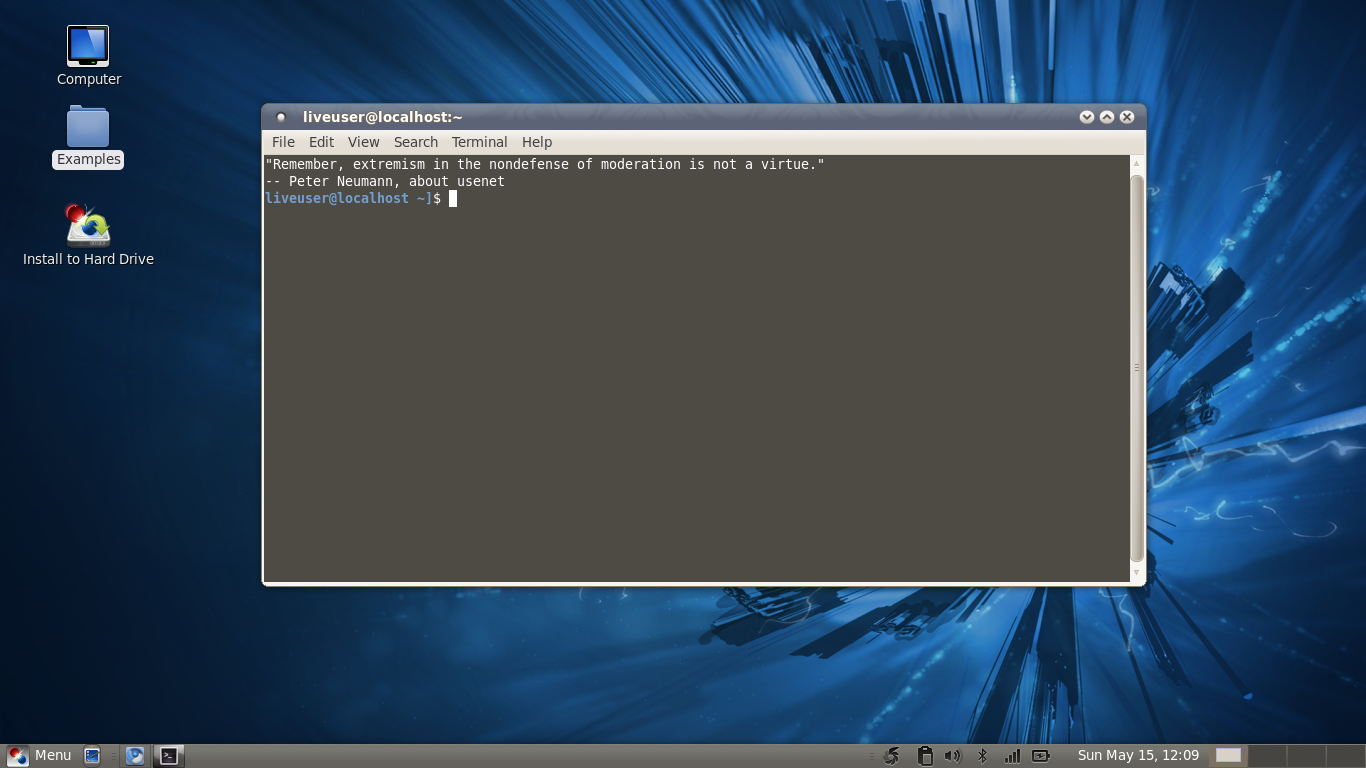 Computer
Examples
Install to Hard Drive
liveuser@localhost:~
File Edit View Search Terminal Help
"Remember, extremism in the nondefense of moderation is not a virtue."
-- Peter Neumann, about usenet
liveuser@localhost ~]$
Menu
Sun May 15, 12:09